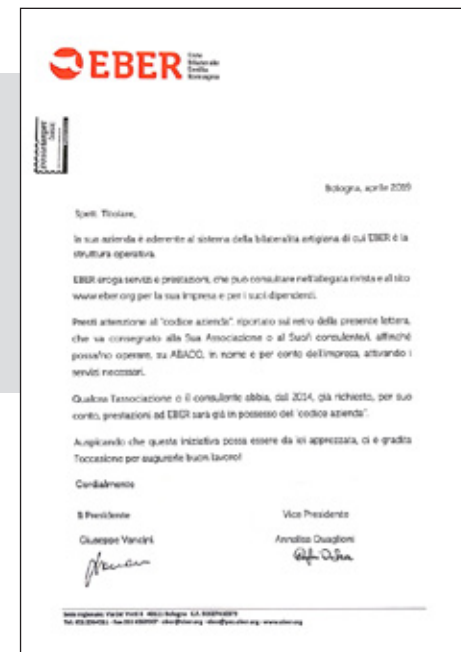 EBER Ente
Bilaterale
Emilia
Romagna
Bologna, aprile 2019
Spett. Titolare,
la sua azienda è aderente al sistema della bilateralità artigiana di cui EBER è la
struttura operativa.
EBER eroga servizi e prestazioni, che può consultare nell'allegata rivista e al sito
www.eber.org per la sua impresa e per i suoi dipendenti.
Presti attenzione al "codice azienda", riportato sul retro della presente lettera,
che va consegnato alla Sua Associazione o al Suo/i consulente/i, affinché
possa/no operare, su ABACO, in nome e per conto dell'impresa, attivando i
servizi necessari.
Qualora l'associazione o il consulente abbia, dal 2014, già richiesto, per suo
conto, prestazioni ad EBER sarà già in possesso del "codice azienda".
Auspicando che questa iniziativa possa essere da lei apprezzata, ci è gradita
l'occasione per augurarle buon lavoro!
Cordialmente
Il Presidente Vice Presidente
Giuseppe Vancini Annalisa Quaglioni